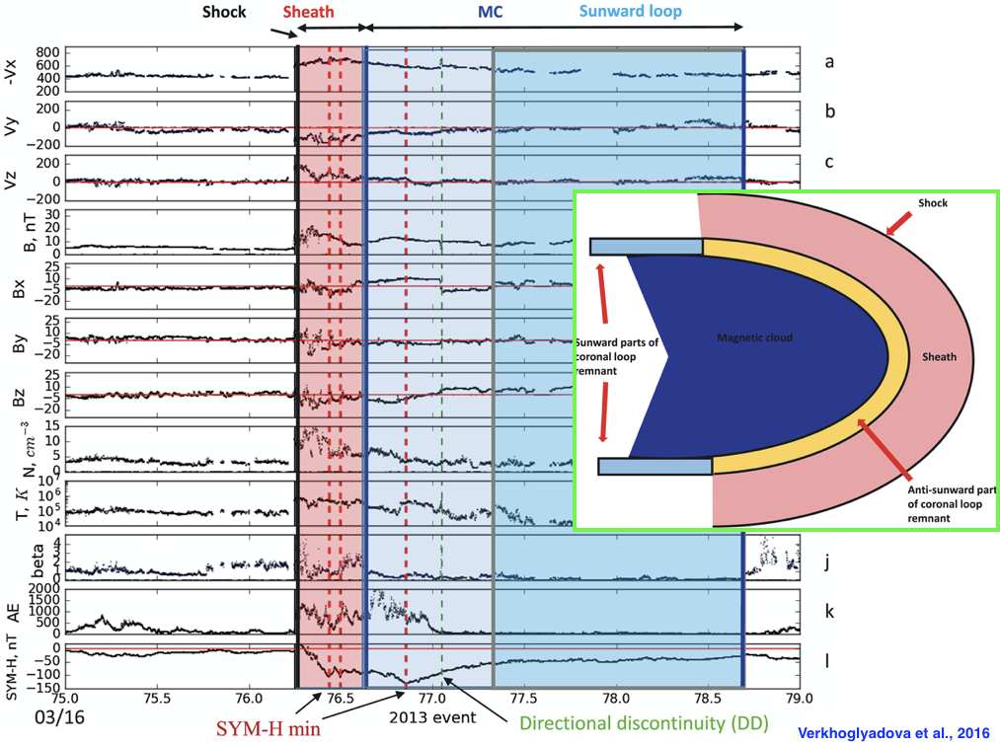 Shock Sheath MC Sunward loop
800
600
400
200
-Vx
a
200
0
−200
Vy
b
200
0
−200
Vz
c
30
20
10
0
B, nT
25
10
−5
−20
Bx
25
10
−5
−20
By
25
10
−5
−20
Bz
15
10
5
0
N, cm⁻³
10⁷
10⁶
10⁵
10⁴
T, K
4
2
0
beta
j
2000
1500
1000
500
0
AE
k
0
−50
−100
−150
SYM-H, nT
l
75.0 75.5 76.0 76.5 77.0 77.5 78.0 78.5 79.0
03/16
2013 event
SYM-H min
Directional discontinuity (DD)
Verkhoglyadova et al., 2016
Shock
Magnetic cloud
Sunward parts of
coronal loop
remnant
Sheath
Anti-sunward part
of coronal loop
remnant